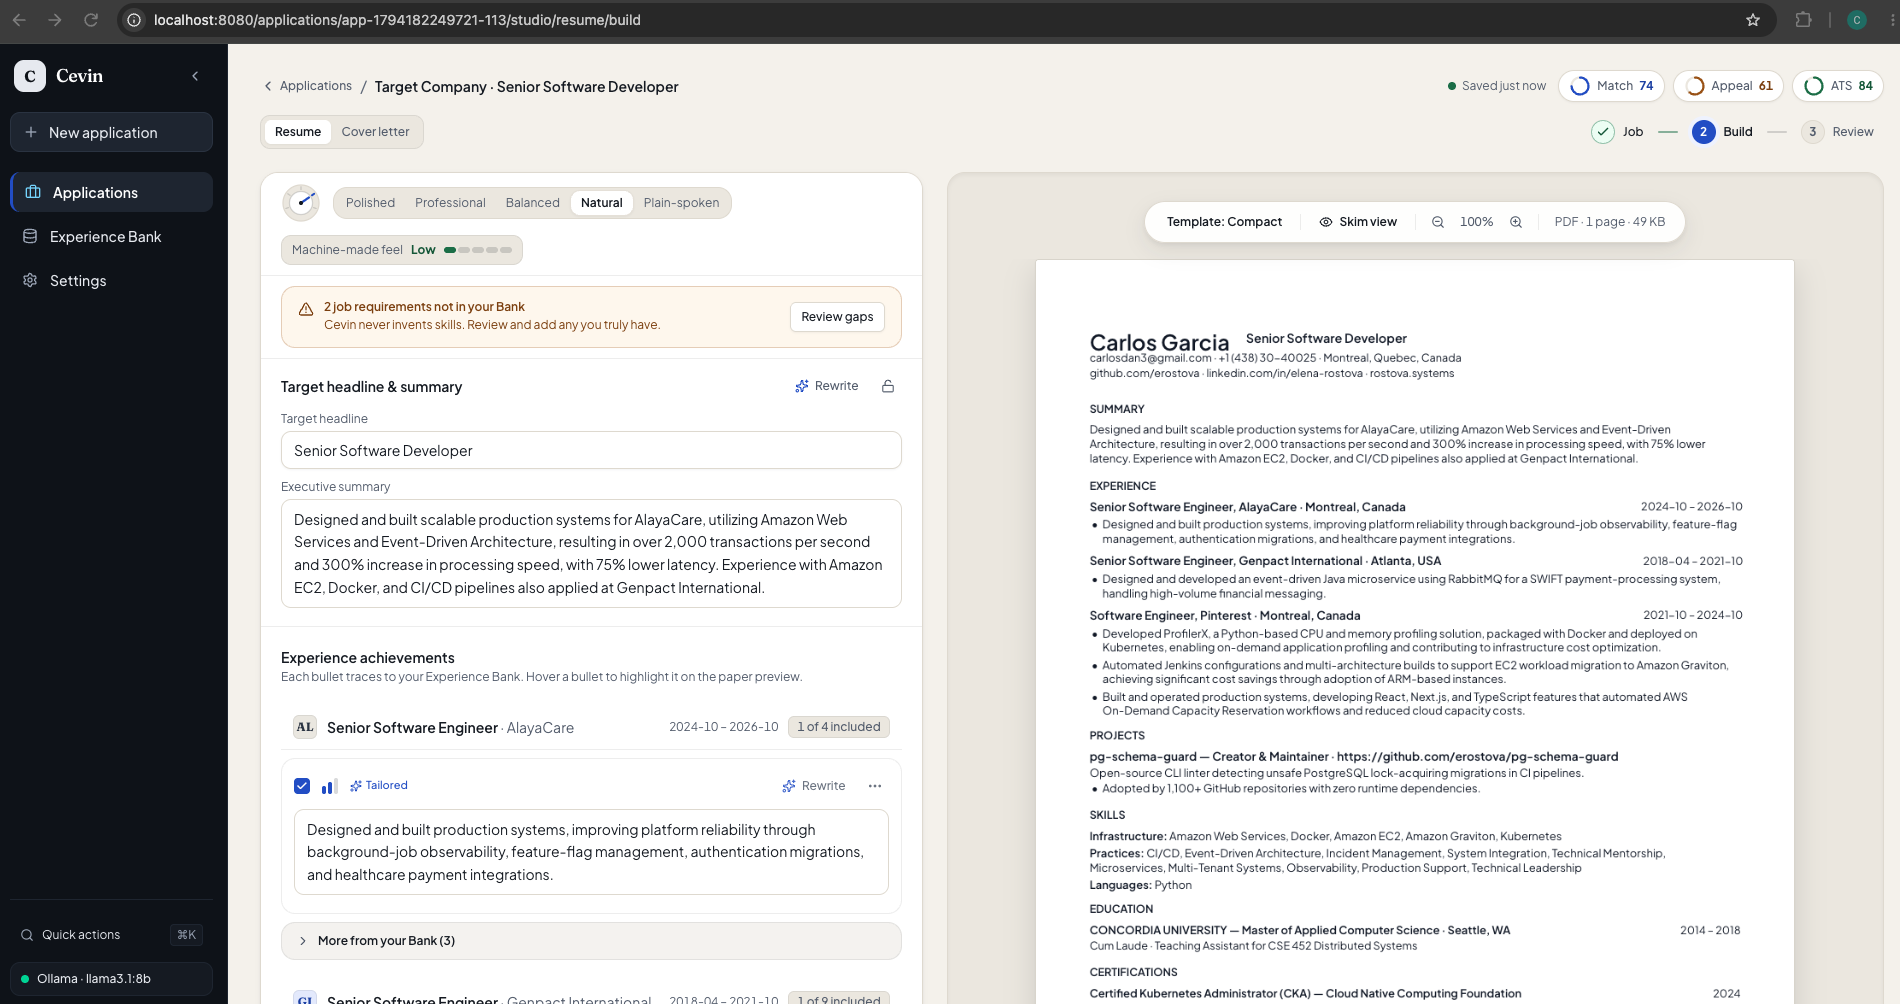 localhost:8080/applications/app-1794182249721-113/studio/resume/build
C
C Cevin
New application
Applications
Experience Bank
Settings
Quick actions ⌘K
Ollama · llama3.1:8b
Applications / Target Company · Senior Software Developer
Saved just now
Match 74
Appeal 61
ATS 84
Resume Cover letter
Job
2 Build
3 Review
Polished Professional Balanced Natural Plain-spoken
Machine-made feel Low
2 job requirements not in your Bank
Cevin never invents skills. Review and add any you truly have.
Review gaps
Target headline & summary
Rewrite
Target headline
Senior Software Developer
Executive summary
Designed and built scalable production systems for AlayaCare, utilizing Amazon Web
Services and Event-Driven Architecture, resulting in over 2,000 transactions per second
and 300% increase in processing speed, with 75% lower latency. Experience with Amazon
EC2, Docker, and CI/CD pipelines also applied at Genpact International.
Experience achievements
Each bullet traces to your Experience Bank. Hover a bullet to highlight it on the paper preview.
AL Senior Software Engineer · AlayaCare 2024-10 – 2026-10 1 of 4 included
Tailored
Rewrite
Designed and built production systems, improving platform reliability through
background-job observability, feature-flag management, authentication migrations,
and healthcare payment integrations.
More from your Bank (3)
GI Senior Software Engineer · Genpact International 2018-04 – 2021-10 1 of 9 included
Template: Compact Skim view 100% PDF · 1 page · 49 KB
Carlos Garcia Senior Software Developer
carlosdan3@gmail.com · +1 (438) 30-40025 · Montreal, Quebec, Canada
github.com/erostova · linkedin.com/in/elena-rostova · rostova.systems
SUMMARY
Designed and built scalable production systems for AlayaCare, utilizing Amazon Web Services and Event-Driven
Architecture, resulting in over 2,000 transactions per second and 300% increase in processing speed, with 75% lower
latency. Experience with Amazon EC2, Docker, and CI/CD pipelines also applied at Genpact International.
EXPERIENCE
Senior Software Engineer, AlayaCare · Montreal, Canada 2024-10 – 2026-10
• Designed and built production systems, improving platform reliability through background-job observability, feature-flag
management, authentication migrations, and healthcare payment integrations.
Senior Software Engineer, Genpact International · Atlanta, USA 2018-04 – 2021-10
• Designed and developed an event-driven Java microservice using RabbitMQ for a SWIFT payment-processing system,
handling high-volume financial messaging.
Software Engineer, Pinterest · Montreal, Canada 2021-10 – 2024-10
• Developed ProfilerX, a Python-based CPU and memory profiling solution, packaged with Docker and deployed on
Kubernetes, enabling on-demand application profiling and contributing to infrastructure cost optimization.
• Automated Jenkins configurations and multi-architecture builds to support EC2 workload migration to Amazon Graviton,
achieving significant cost savings through adoption of ARM-based instances.
• Built and operated production systems, developing React, Next.js, and TypeScript features that automated AWS
On-Demand Capacity Reservation workflows and reduced cloud capacity costs.
PROJECTS
pg-schema-guard — Creator & Maintainer · https://github.com/erostova/pg-schema-guard
Open-source CLI linter detecting unsafe PostgreSQL lock-acquiring migrations in CI pipelines.
• Adopted by 1,100+ GitHub repositories with zero runtime dependencies.
SKILLS
Infrastructure: Amazon Web Services, Docker, Amazon EC2, Amazon Graviton, Kubernetes
Practices: CI/CD, Event-Driven Architecture, Incident Management, System Integration, Technical Mentorship,
Microservices, Multi-Tenant Systems, Observability, Production Support, Technical Leadership
Languages: Python
EDUCATION
CONCORDIA UNIVERSITY — Master of Applied Computer Science · Seattle, WA 2014 – 2018
Cum Laude · Teaching Assistant for CSE 452 Distributed Systems
CERTIFICATIONS
Certified Kubernetes Administrator (CKA) — Cloud Native Computing Foundation 2024